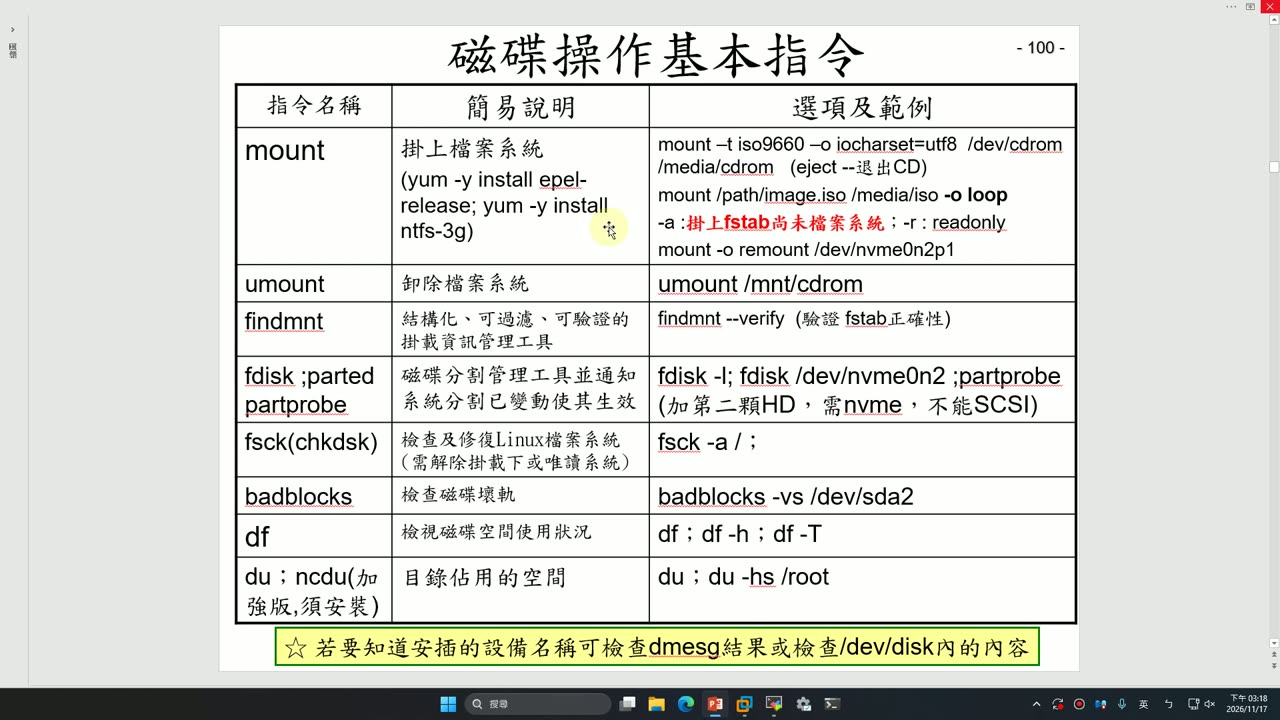 磁碟操作基本指令
- 100 -
指令名稱
簡易說明
選項及範例
mount
掛上檔案系統
(yum -y install epel-
release; yum -y install
ntfs-3g)
mount –t iso9660 –o iocharset=utf8 /dev/cdrom
/media/cdrom (eject --退出CD)
mount /path/image.iso /media/iso -o loop
-a :掛上fstab尚未檔案系統；-r : readonly
mount -o remount /dev/nvme0n2p1
umount
卸除檔案系統
umount /mnt/cdrom
findmnt
結構化、可過濾、可驗證的
掛載資訊管理工具
findmnt --verify (驗證 fstab正確性)
fdisk ;parted
partprobe
磁碟分割管理工具並通知
系統分割已變動使其生效
fdisk -l; fdisk /dev/nvme0n2 ;partprobe
(加第二顆HD，需nvme，不能SCSI)
fsck(chkdsk)
檢查及修復Linux檔案系統
(需解除掛載下或唯讀系統)
fsck -a /；
badblocks
檢查磁碟壞軌
badblocks -vs /dev/sda2
df
檢視磁碟空間使用狀況
df；df -h；df -T
du；ncdu(加
強版,須安裝)
目錄佔用的空間
du；du -hs /root
☆ 若要知道安插的設備名稱可檢查dmesg結果或檢查/dev/disk內的內容
搜尋
英
ㄅ
下午 03:18
2026/11/17